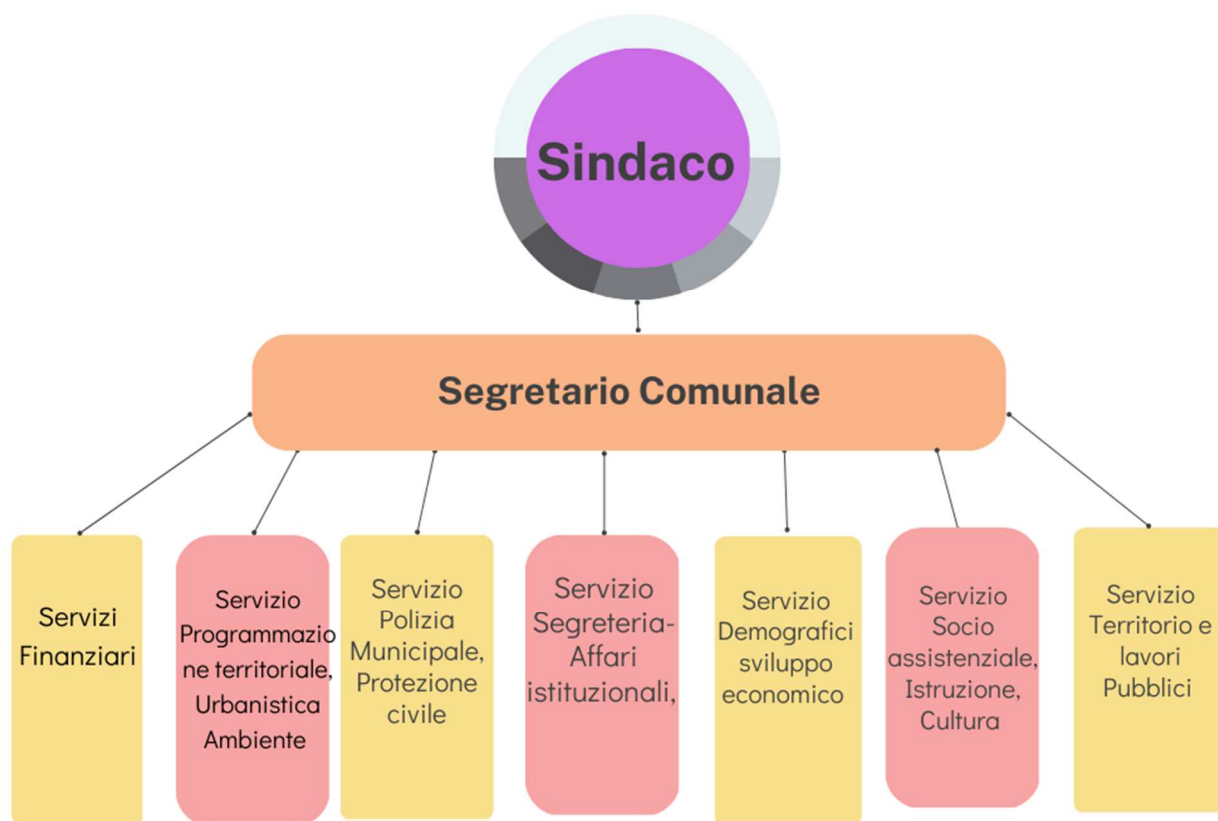 Sindaco
Segretario Comunale
Servizi
Finanziari
Servizio
Programmazio
ne territoriale,
Urbanistica
Ambiente
Servizio
Polizia
Municipale,
Protezione
civile
Servizio
Segreteria-
Affari
istituzionali,
Servizio
Demografici
sviluppo
economico
Servizio
Socio
assistenziale,
Istruzione,
Cultura
Servizio
Territorio e
lavori
Pubblici